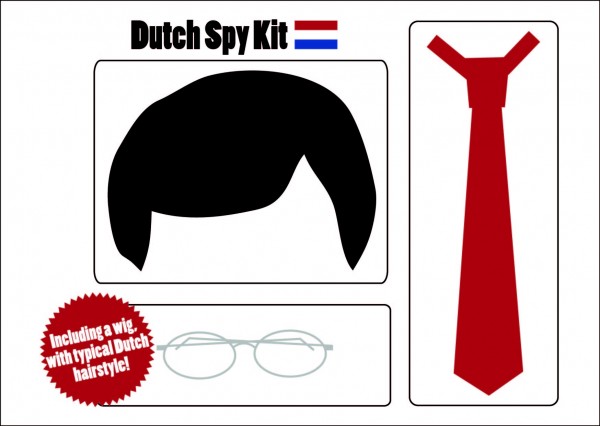 Dutch Spy Kit
Including a wig,
with typical Dutch
hairstyle!